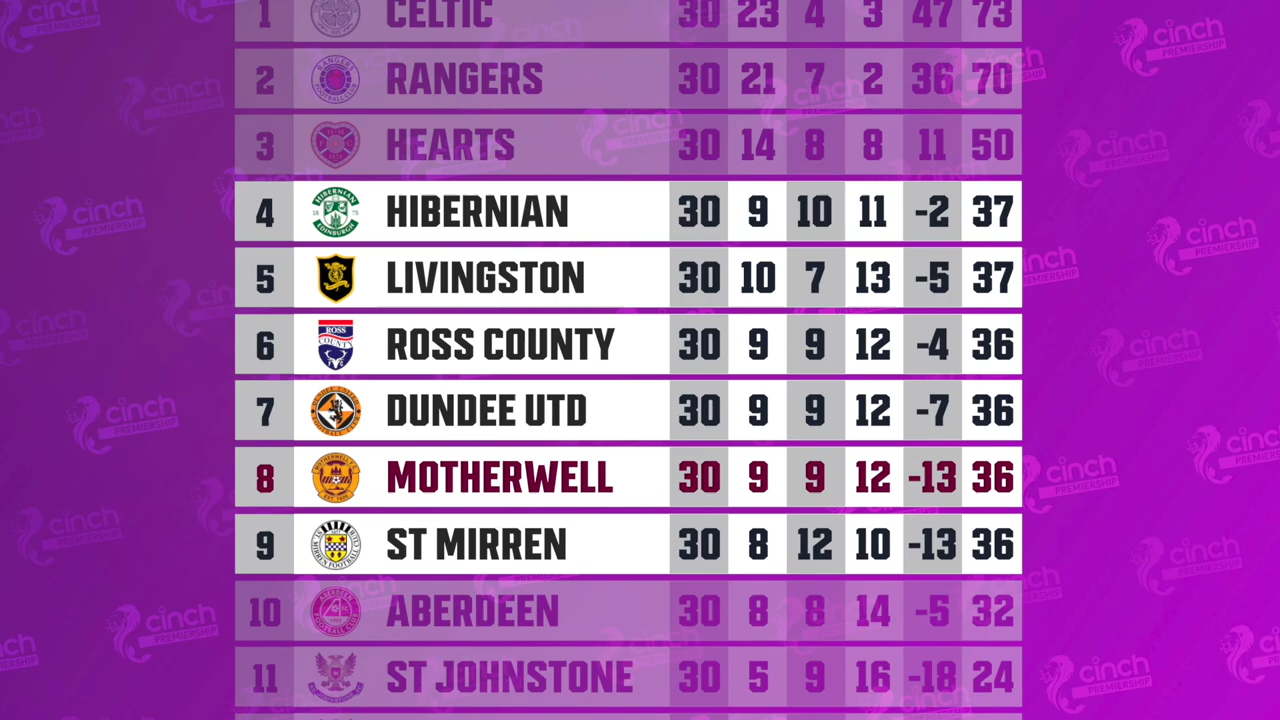 1 CELTIC 30 23 4 3 47 73
2 RANGERS 30 21 7 2 36 70
3 HEARTS 30 14 8 8 11 50
4 HIBERNIAN 30 9 10 11 -2 37
5 LIVINGSTON 30 10 7 13 -5 37
6 ROSS COUNTY 30 9 9 12 -4 36
7 DUNDEE UTD 30 9 9 12 -7 36
8 MOTHERWELL 30 9 9 12 -13 36
9 ST MIRREN 30 8 12 10 -13 36
10 ABERDEEN 30 8 8 14 -5 32
11 ST JOHNSTONE 30 5 9 16 -18 24
cinch
PREMIERSHIP